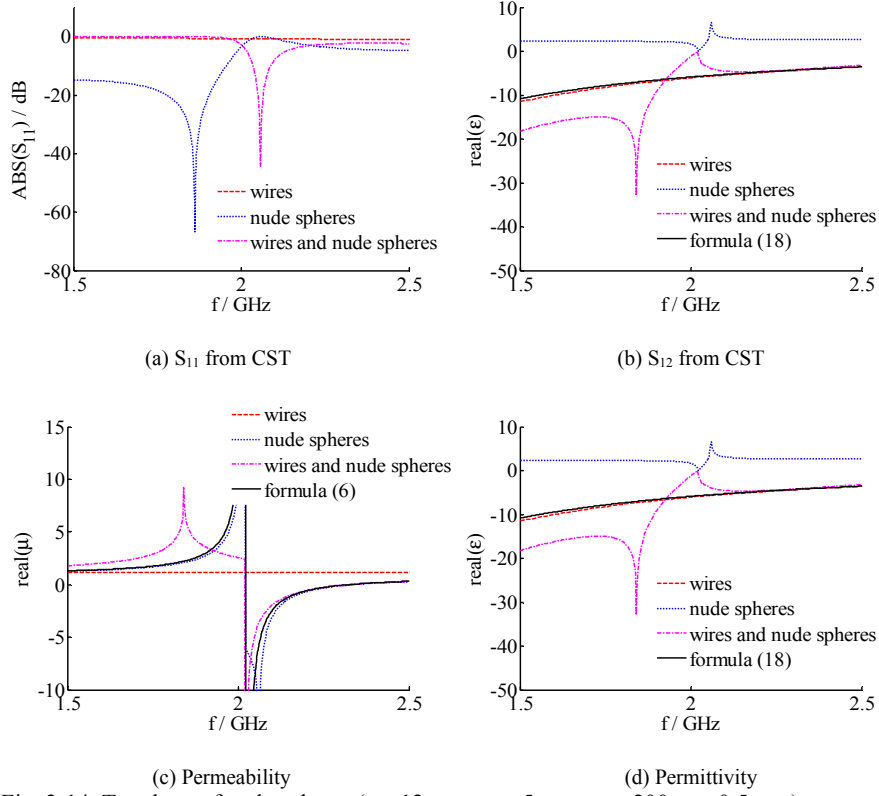 0
-20
-40
-60
-80
ABS(S11) / dB
wires
nude spheres
wires and nude spheres
1.5
2
2.5
f / GHz
(a) S11 from CST
10
0
-10
-20
-30
-40
-50
real(ε)
wires
nude spheres
wires and nude spheres
formula (18)
1.5
2
2.5
f / GHz
(b) S12 from CST
15
10
5
0
-5
-10
real(μ)
wires
nude spheres
wires and nude spheres
formula (6)
1.5
2
2.5
f / GHz
(c) Permeability
10
0
-10
-20
-30
-40
-50
real(ε)
wires
nude spheres
wires and nude spheres
formula (18)
1.5
2
2.5
f / GHz
(d) Permittivity